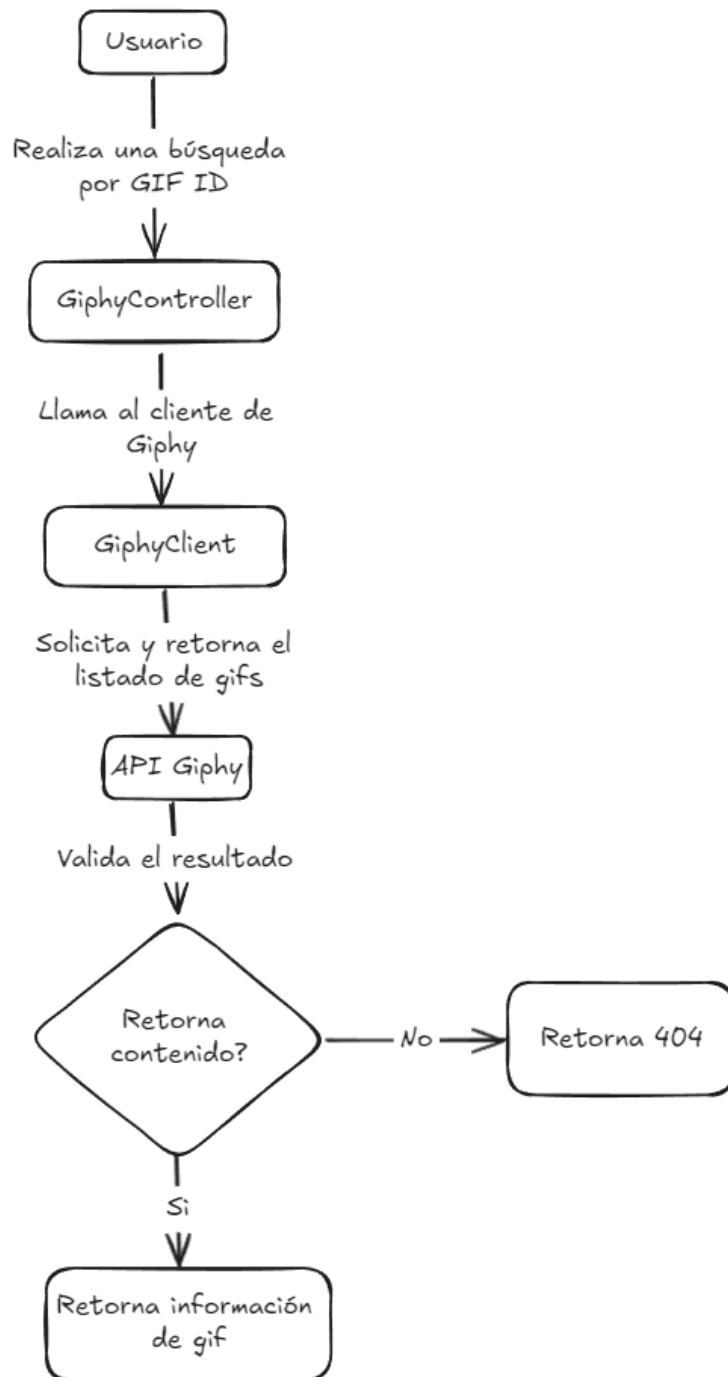 Usuario
Realiza una búsqueda
por GIF ID
GiphyController
Llama al cliente de
Giphy
GiphyClient
Solicita y retorna el
listado de gifs
API Giphy
Valida el resultado
Retorna
contenido?
No
Retorna 404
Si
Retorna información
de gif